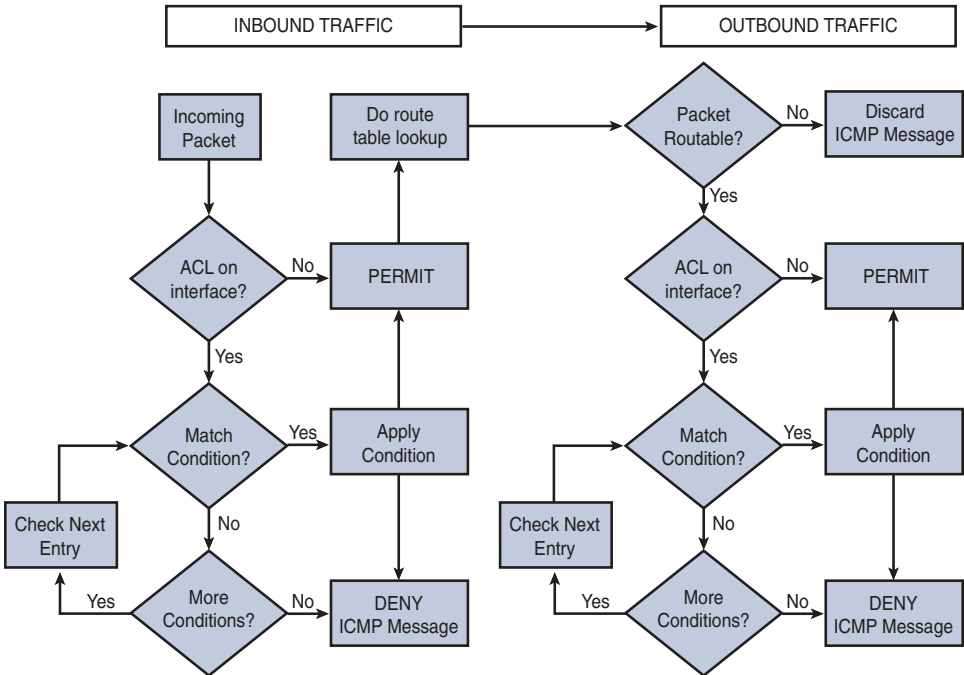 INBOUND TRAFFIC
OUTBOUND TRAFFIC
Incoming
Packet
Do route
table lookup
Packet
Routable?
No
Discard
ICMP Message
Yes
ACL on
interface?
No
PERMIT
ACL on
interface?
No
PERMIT
Yes
Yes
Match
Condition?
Yes
Apply
Condition
Match
Condition?
Yes
Apply
Condition
Check Next
Entry
No
Check Next
Entry
No
Yes
More
Conditions?
No
DENY
ICMP Message
Yes
More
Conditions?
No
DENY
ICMP Message